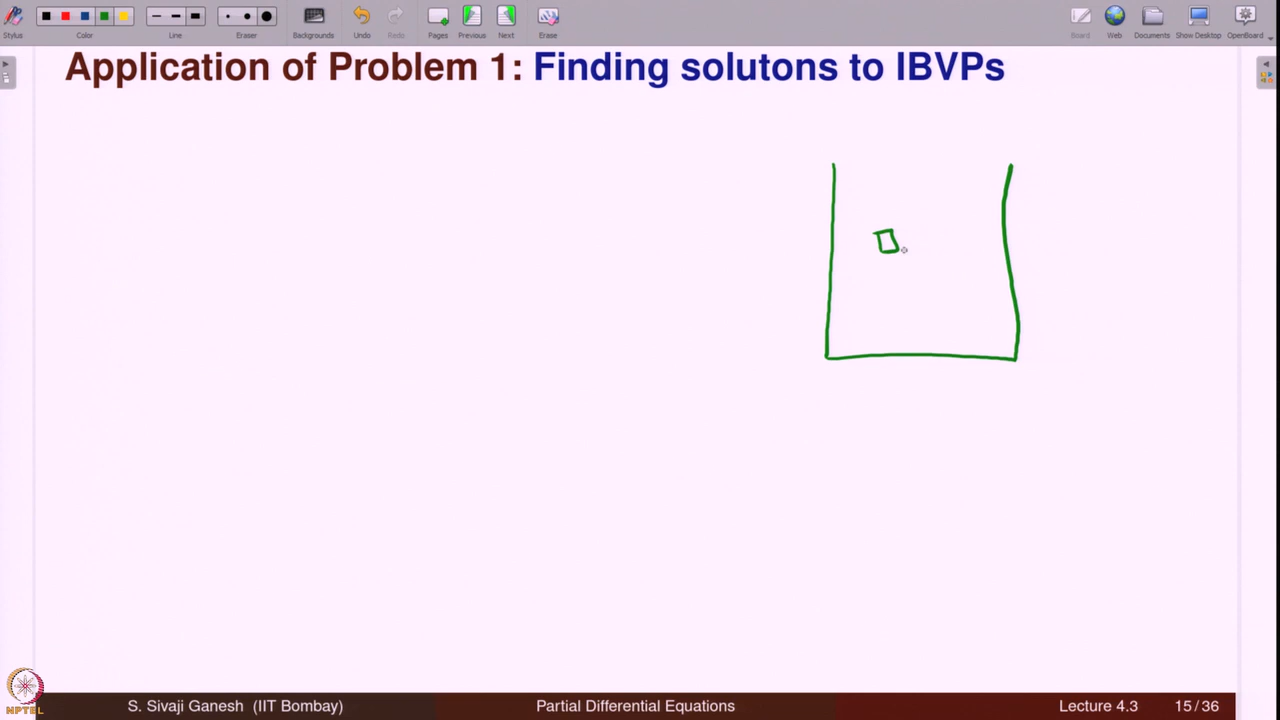 Stylus
Color
Line
Eraser
Backgrounds
Undo
Redo
Pages
Previous
Next
Erase
Board
Web
Documents
Show Desktop
OpenBoard
Application of Problem 1: Finding solutons to IBVPs
NPTEL
S. Sivaji Ganesh (IIT Bombay)
Partial Differential Equations
Lecture 4.3
15/36